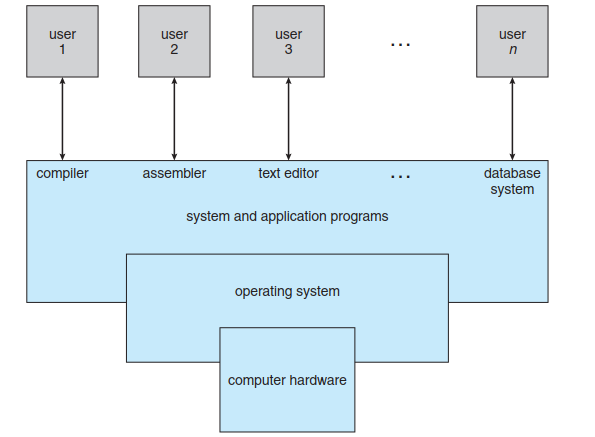 user
1
user
2
user
3
...
user
n
compiler
assembler
text editor
...
database
system
system and application programs
operating system
computer hardware